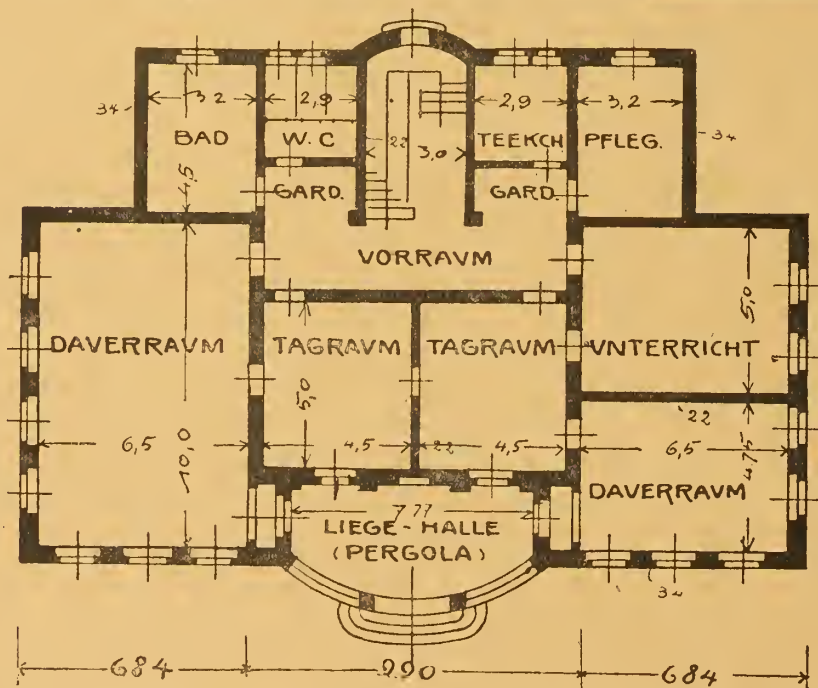 34
3,2
2,9
2,9
3,2
34
BAD
W.C
22
3,0
TEEKCH
PFLEG.
4,5
GARD.
GARD.
VORRAVM
5,0
DAVERRAVM
TAGRAVM
TAGRAVM
VNTERRICHT
5,0
22
6,5
10,0
4,5
22
4,5
6,5
4,75
DAVERRAVM
7,77
LIEGE-HALLE
(PERGOLA)
34
684
990
684